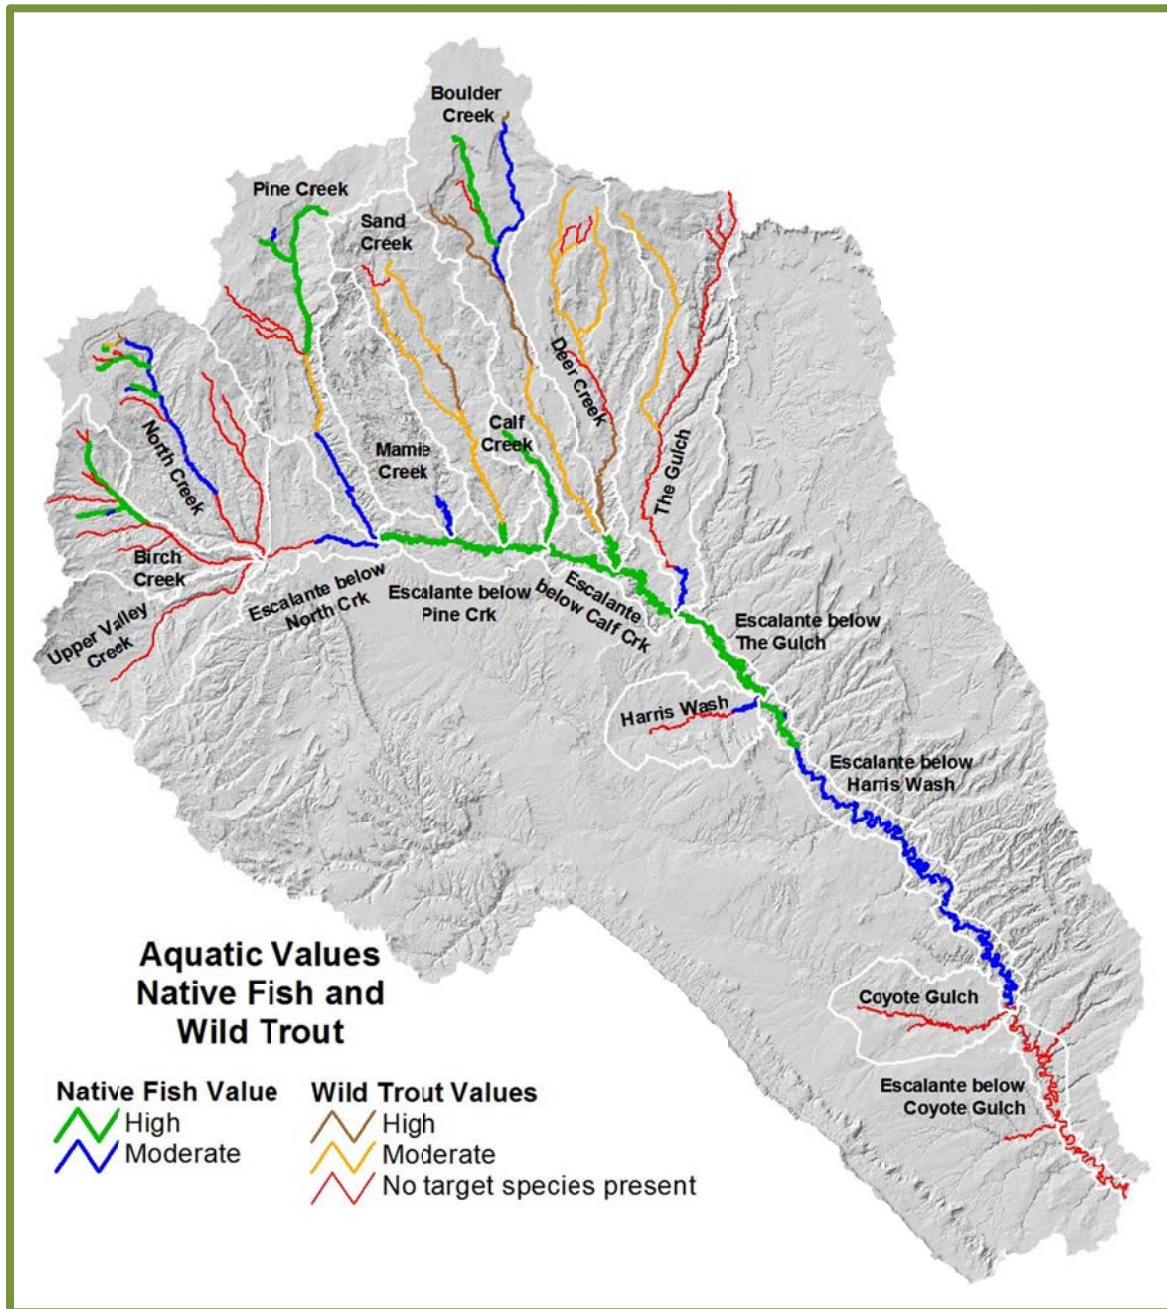 Boulder
Creek
Pine Creek
Sand
Creek
Deer Creek
Calf
Creek
Mamie
Creek
North Creek
The Gulch
Birch
Creek
Upper Valley
Creek
Escalante below
North Crk
Escalante below
Pine Crk
Escalante
below Calf Crk
Escalante below
The Gulch
Harris Wash
Escalante below
Harris Wash
Coyote Gulch
Escalante below
Coyote Gulch
Aquatic Values
Native Fish and
Wild Trout
Native Fish Value
High
Moderate
Wild Trout Values
High
Moderate
No target species present